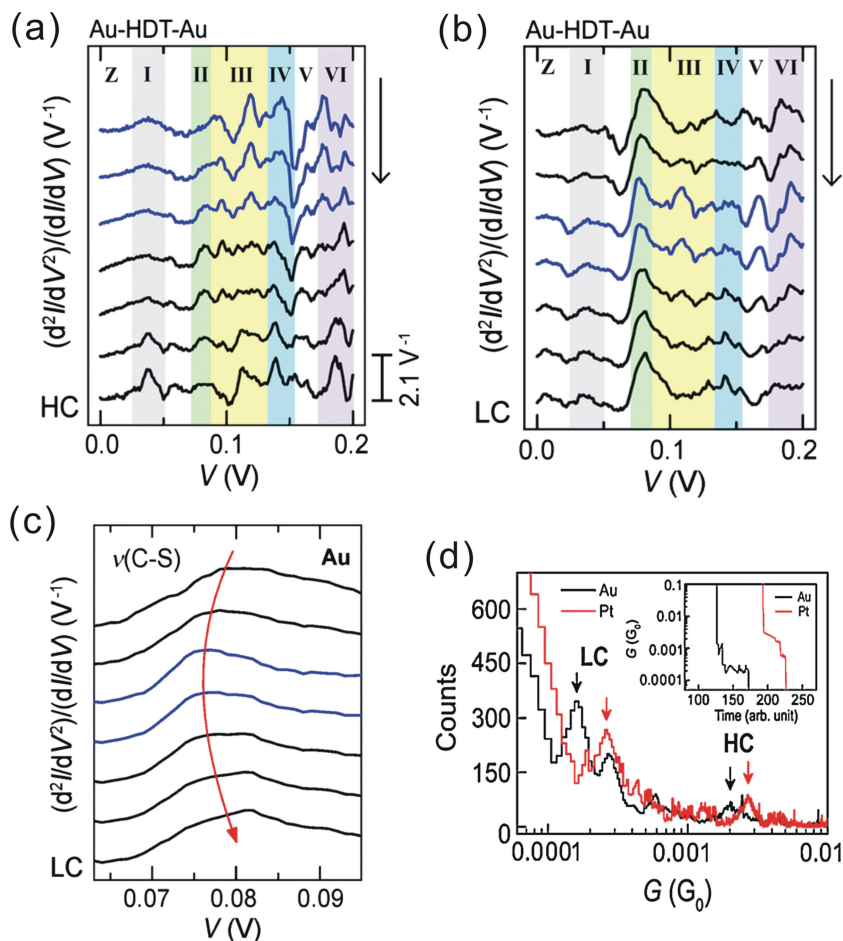 (a)
Au-HDT-Au
Z I II III IV V VI
(d²I/dV²)/(dI/dV) (V⁻¹)
2.1 V⁻¹
HC
0.0 0.1 0.2
V (V)
(b)
Au-HDT-Au
Z I II III IV V VI
(d²I/dV²)/(dI/dV) (V⁻¹)
LC
0.0 0.1 0.2
V (V)
(c)
ν(C-S) Au
(d²I/dV²)/(dI/dV) (V⁻¹)
LC
0.07 0.08 0.09
V (V)
(d)
Au
Pt
LC
HC
600
450
300
150
0
Counts
0.0001 0.001 0.01
G (G₀)
0.1
0.01
0.001
0.0001
G (G₀)
Au
Pt
100 150 200 250
Time (arb. unit)